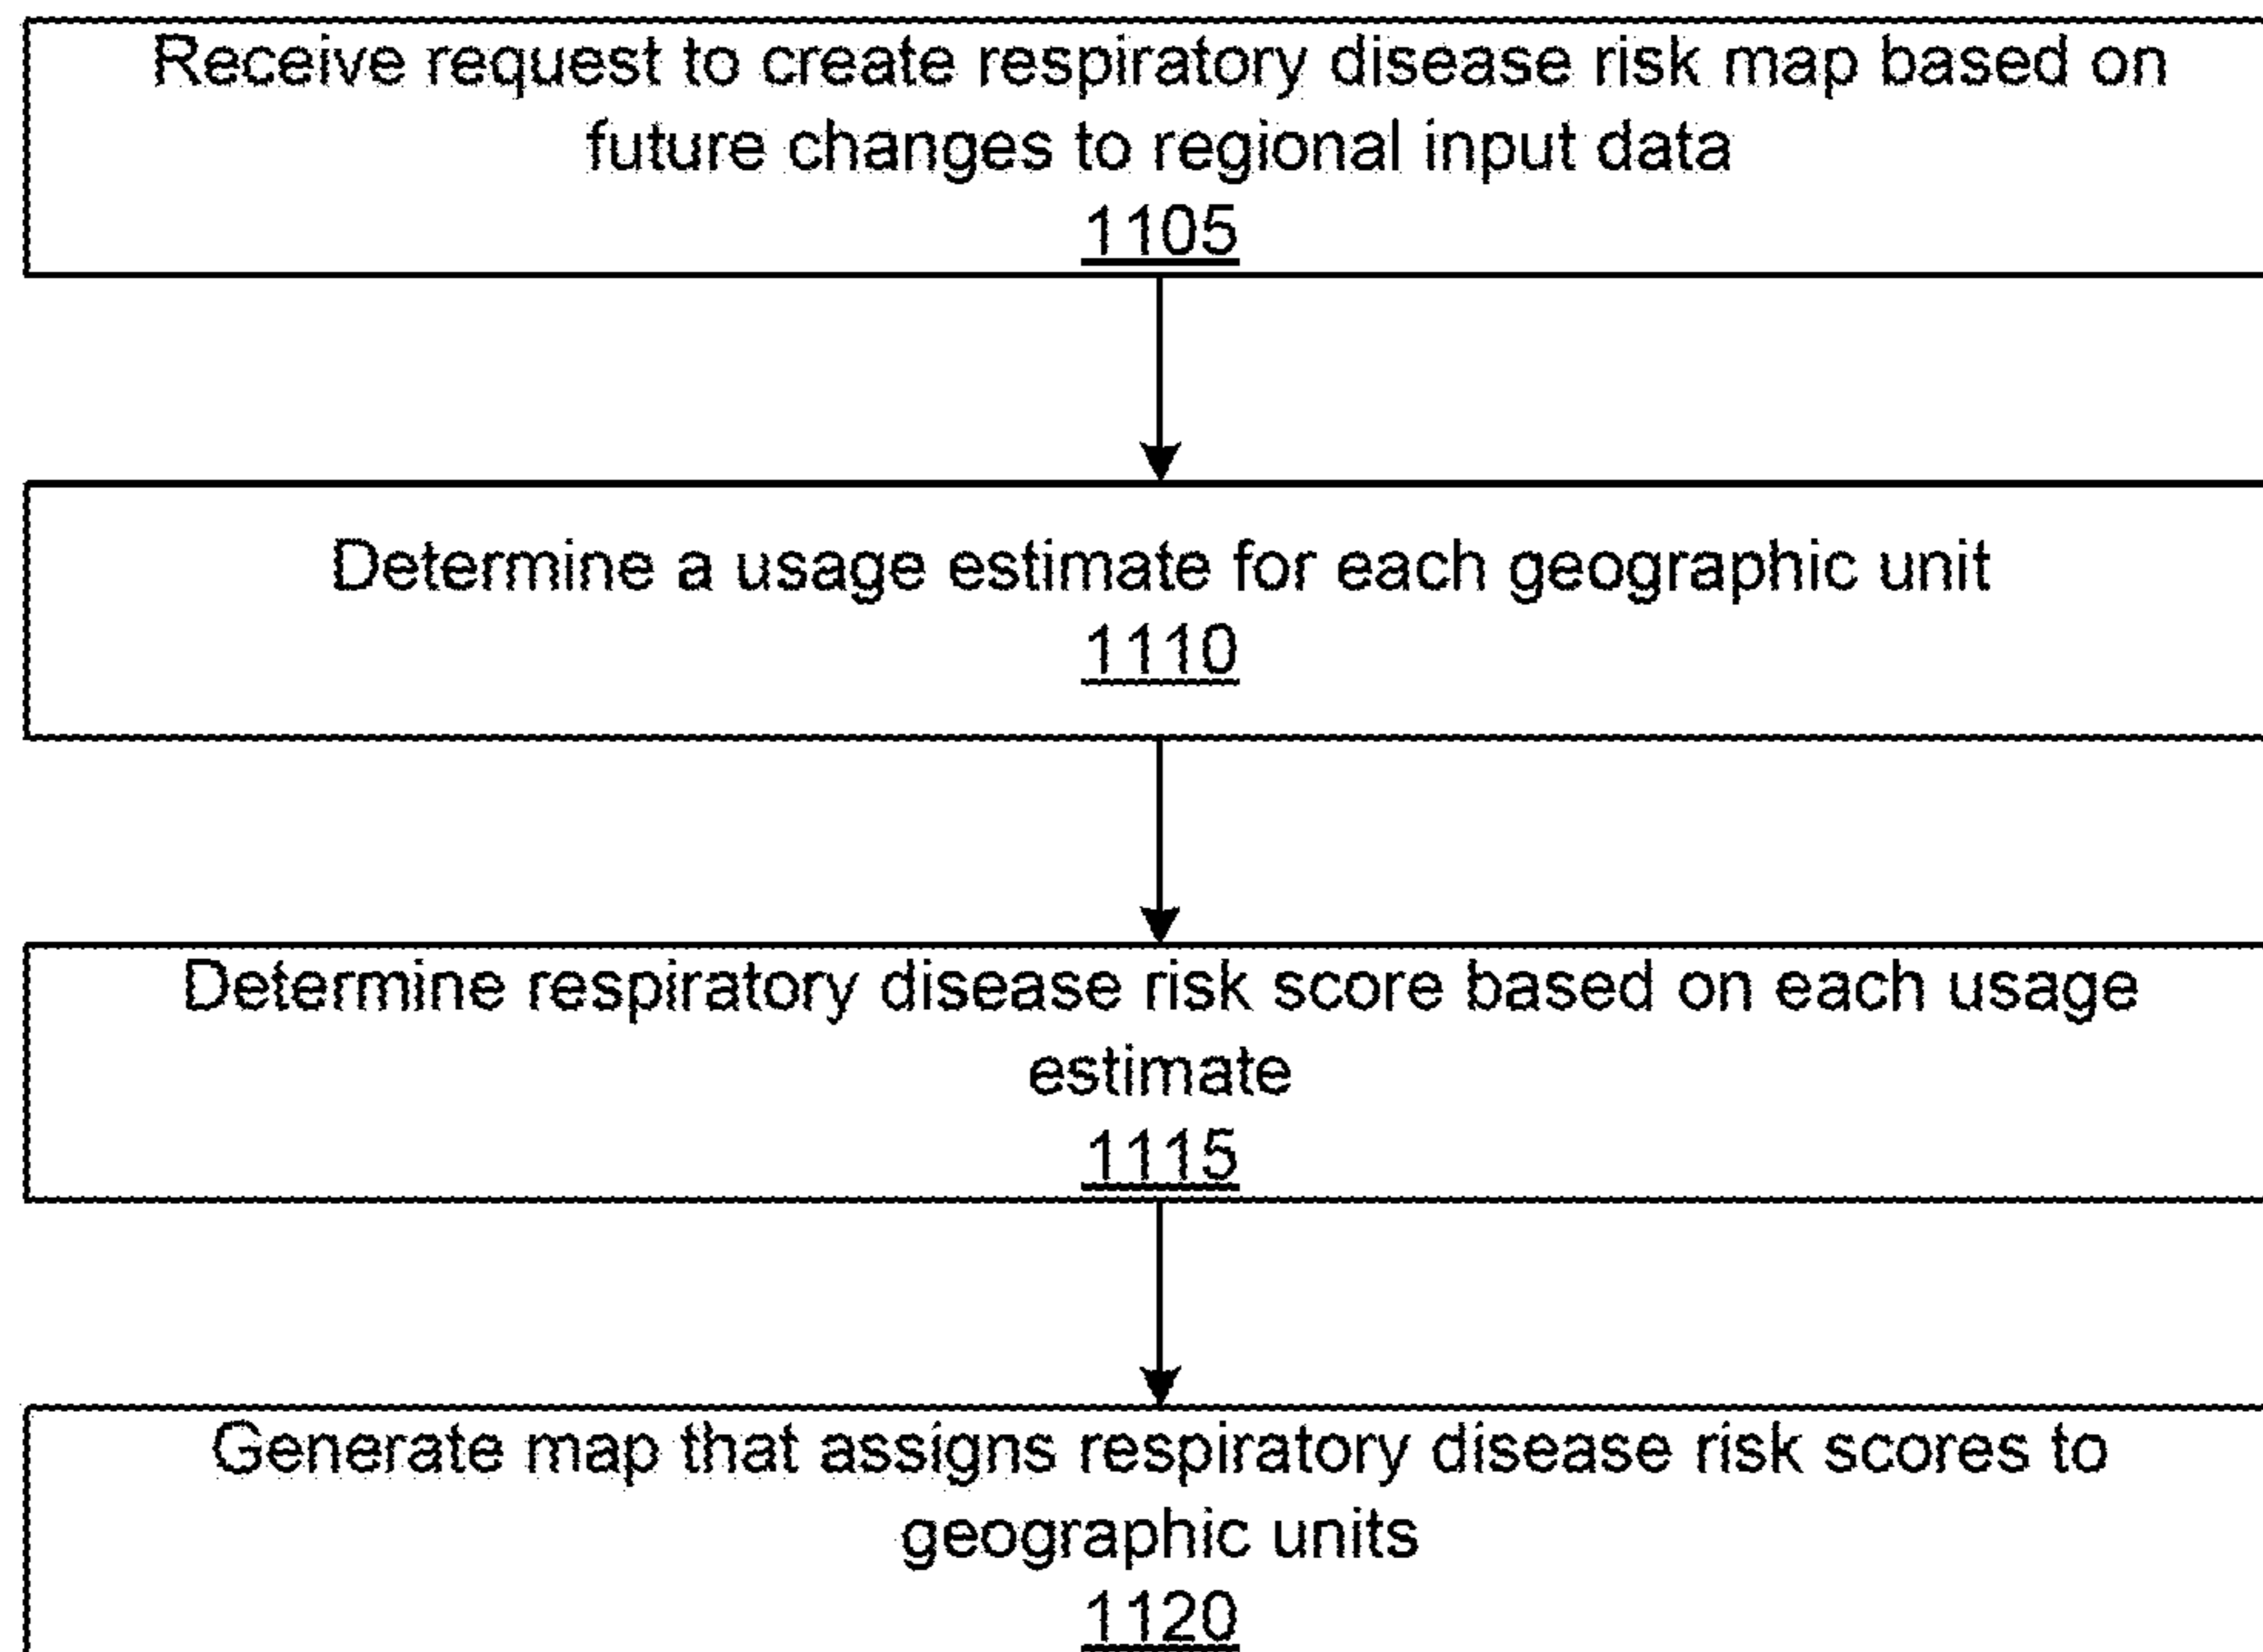 Receive request to create respiratory disease risk map based on
future changes to regional input data
1105
Determine a usage estimate for each geographic unit
1110
Determine respiratory disease risk score based on each usage
estimate
1115
Generate map that assigns respiratory disease risk scores to
geographic units
1120